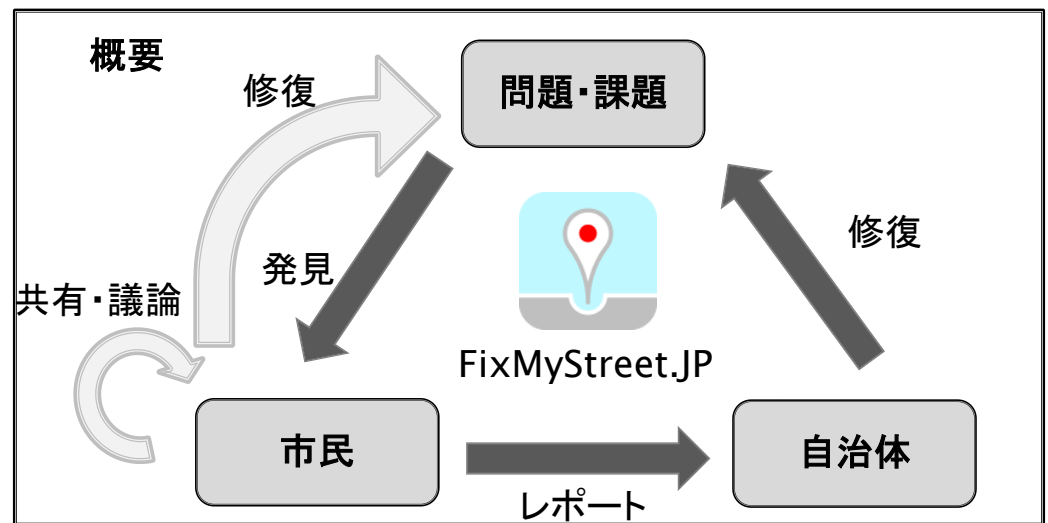 概要
修復
問題・課題
発見
修復
共有・議論
FixMyStreet.JP
市民
自治体
レポート